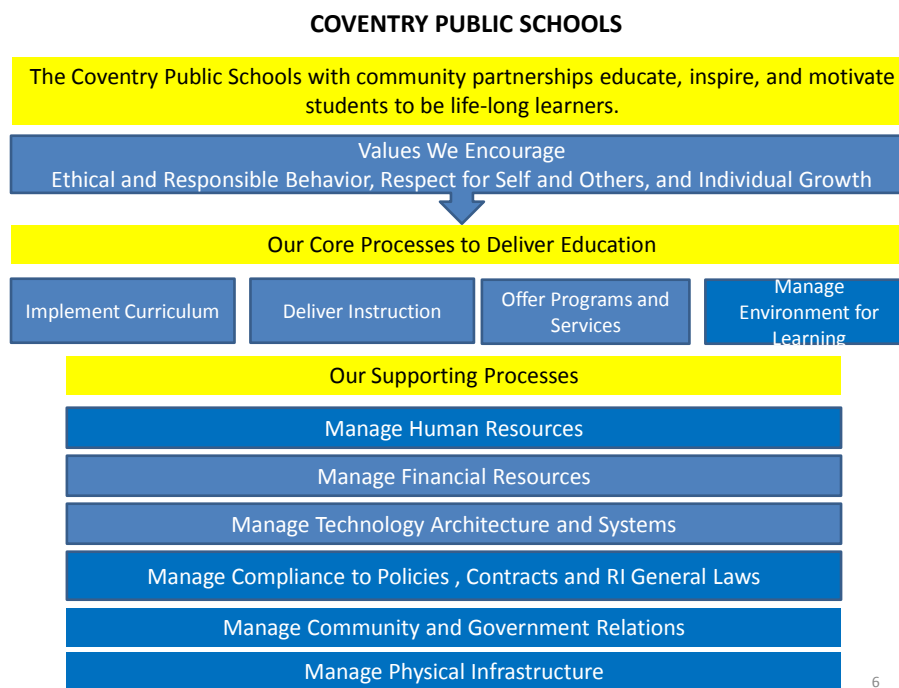 COVENTRY PUBLIC SCHOOLS
The Coventry Public Schools with community partnerships educate, inspire, and motivate
students to be life-long learners.
Values We Encourage
Ethical and Responsible Behavior, Respect for Self and Others, and Individual Growth
Our Core Processes to Deliver Education
Implement Curriculum
Deliver Instruction
Offer Programs and
Services
Manage
Environment for
Learning
Our Supporting Processes
Manage Human Resources
Manage Financial Resources
Manage Technology Architecture and Systems
Manage Compliance to Policies , Contracts and RI General Laws
Manage Community and Government Relations
Manage Physical Infrastructure
6